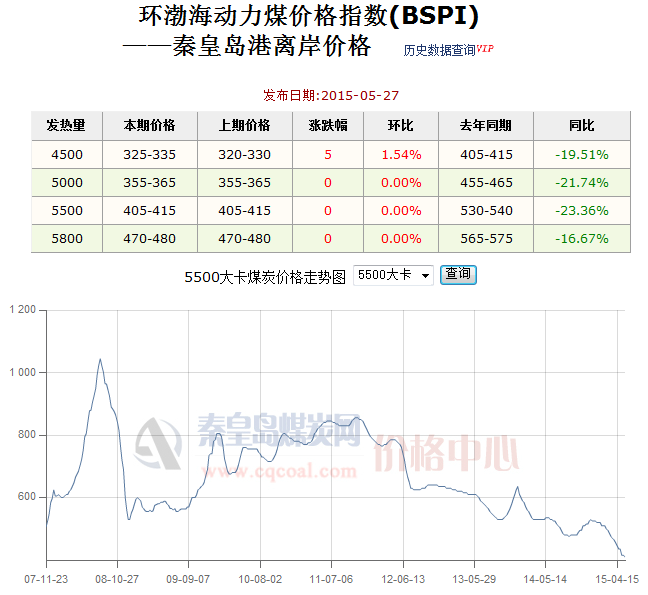 环渤海动力煤价格指数(BSPI)
——秦皇岛港离岸价格 历史数据查询VIP
发布日期:2015-05-27
发热量 本期价格 上期价格 涨跌幅 环比 去年同期 同比
4500 325-335 320-330 5 1.54% 405-415 -19.51%
5000 355-365 355-365 0 0.00% 455-465 -21.74%
5500 405-415 405-415 0 0.00% 530-540 -23.36%
5800 470-480 470-480 0 0.00% 565-575 -16.67%
5500大卡煤炭价格走势图 5500大卡 查询
1 200
1 000
800
秦皇岛煤炭网 价格中心
www.cqcoal.com
600
07-11-23 08-10-27 09-09-07 10-08-02 11-07-06 12-06-13 13-05-29 14-05-14 15-04-15